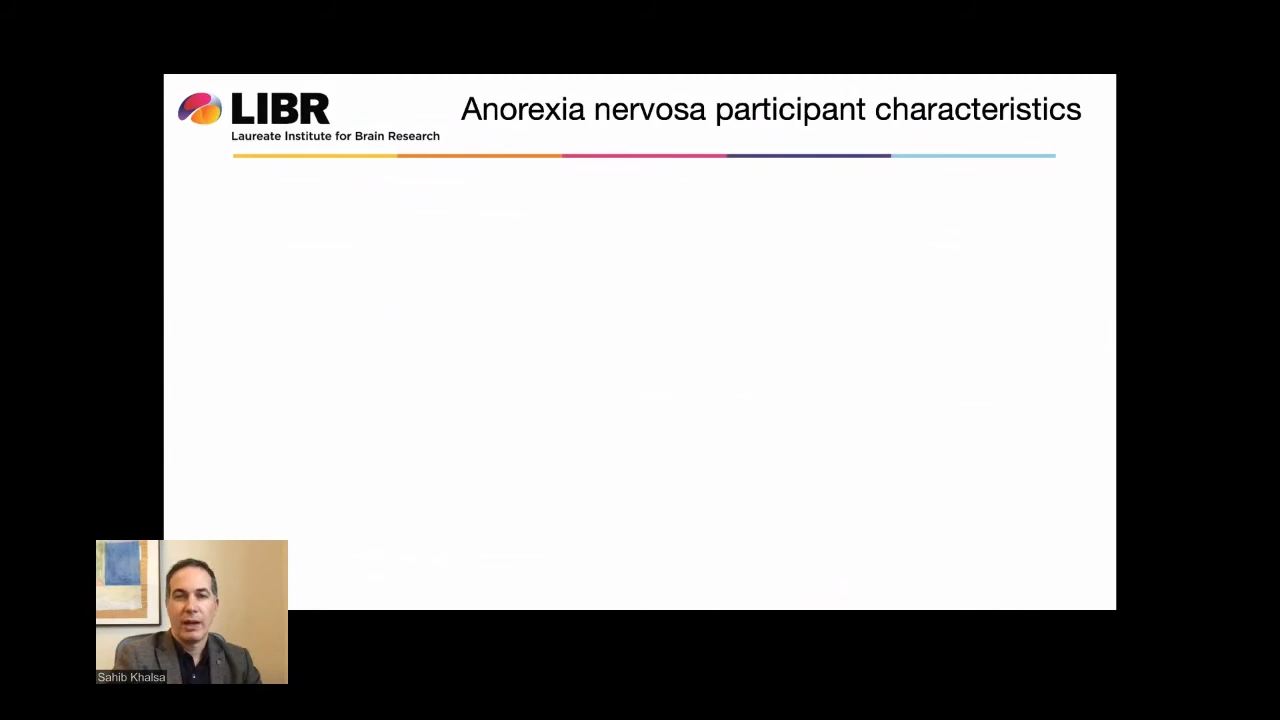 LIBR
Laureate Institute for Brain Research
Anorexia nervosa participant characteristics
Sahib Khalsa